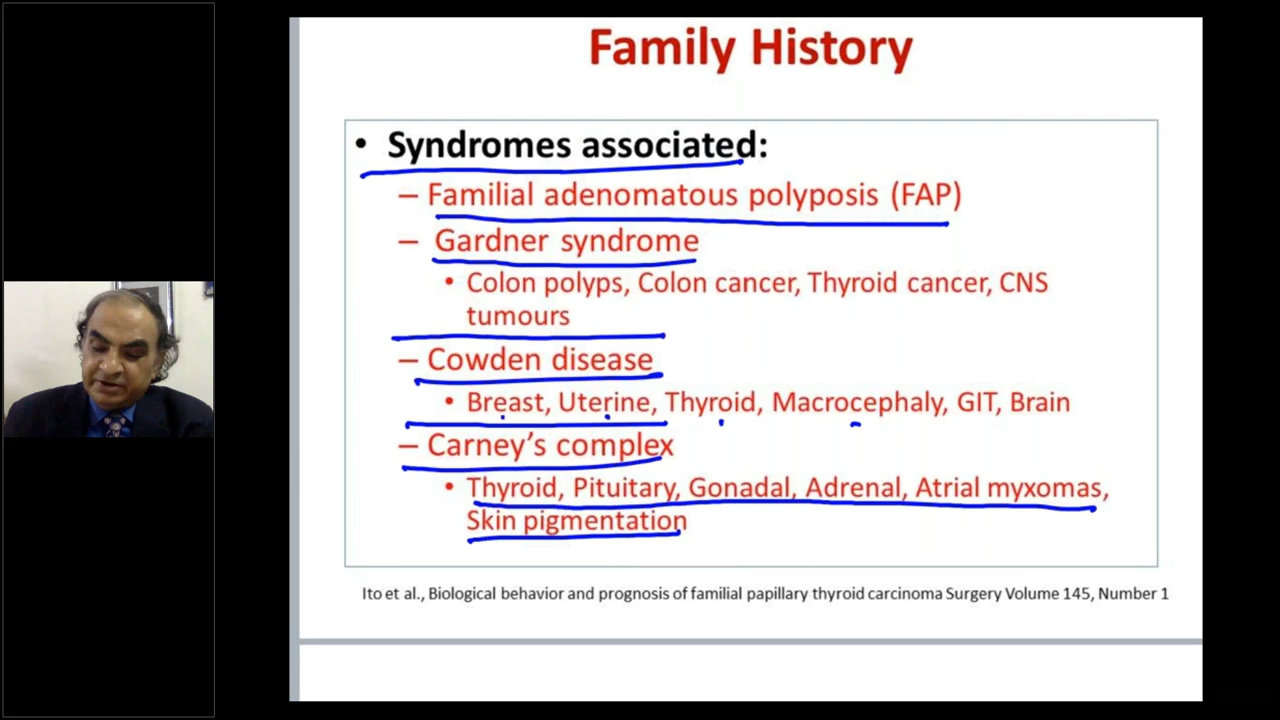 Family History
• Syndromes associated:
– Familial adenomatous polyposis (FAP)
– Gardner syndrome
• Colon polyps, Colon cancer, Thyroid cancer, CNS
tumours
– Cowden disease
• Breast, Uterine, Thyroid, Macrocephaly, GIT, Brain
– Carney’s complex
• Thyroid, Pituitary, Gonadal, Adrenal, Atrial myxomas,
Skin pigmentation
Ito et al., Biological behavior and prognosis of familial papillary thyroid carcinoma Surgery Volume 145, Number 1